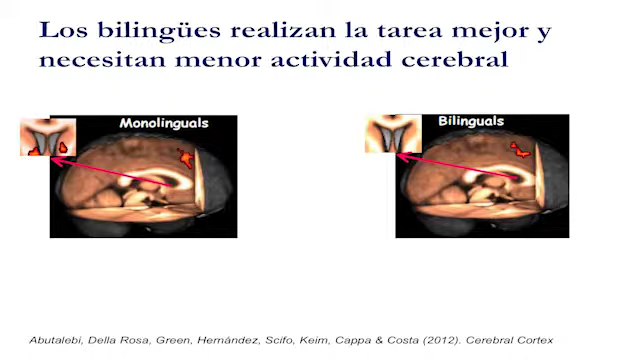 Los bilingües realizan la tarea mejor y
necesitan menor actividad cerebral
Monolinguals
Bilinguals
Abutalebi, Della Rosa, Green, Hernández, Scifo, Keim, Cappa & Costa (2012). Cerebral Cortex